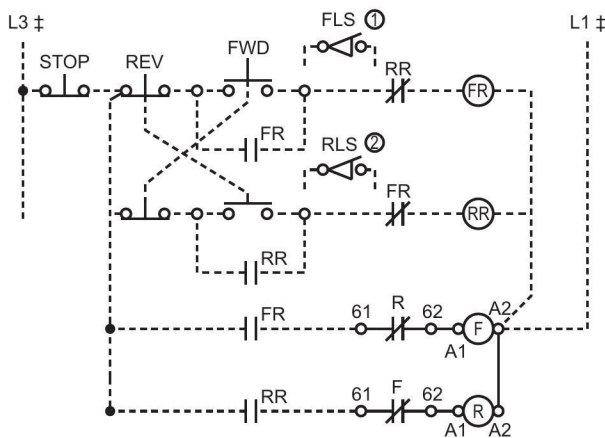 L3 ‡
FLS ①
L1 ‡
STOP
REV
FWD
RR
FR
FR
RLS ②
FR
RR
RR
FR
61
R
62
A2
A1
F
RR
61
F
62
A1
R
A2